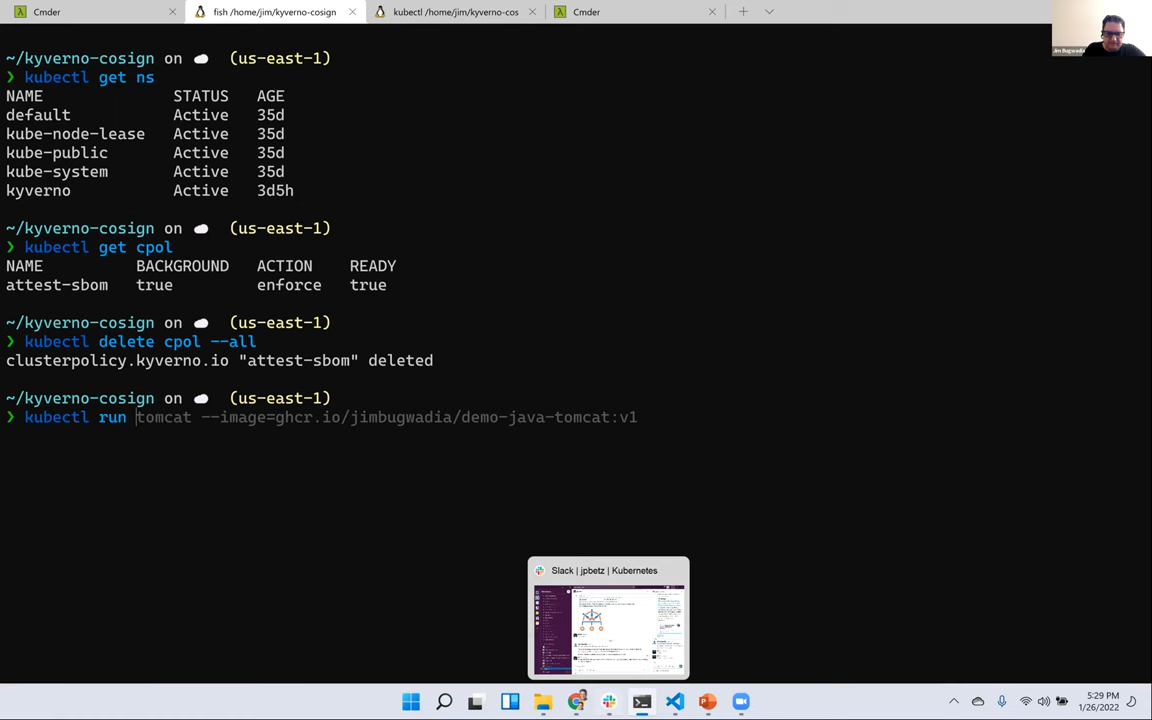 Cmder
fish /home/jim/kyverno-cosign
kubectl /home/jim/kyverno-cos
Cmder
Jim Bugwadia
~/kyverno-cosign on (us-east-1)
❯ kubectl get ns
NAME STATUS AGE
default Active 35d
kube-node-lease Active 35d
kube-public Active 35d
kube-system Active 35d
kyverno Active 3d5h
~/kyverno-cosign on (us-east-1)
❯ kubectl get cpol
NAME BACKGROUND ACTION READY
attest-sbom true enforce true
~/kyverno-cosign on (us-east-1)
❯ kubectl delete cpol --all
clusterpolicy.kyverno.io "attest-sbom" deleted
~/kyverno-cosign on (us-east-1)
❯ kubectl run tomcat --image=ghcr.io/jimbugwadia/demo-java-tomcat:v1
Slack | jpbetz | Kubernetes
5:29 PM
1/26/2022